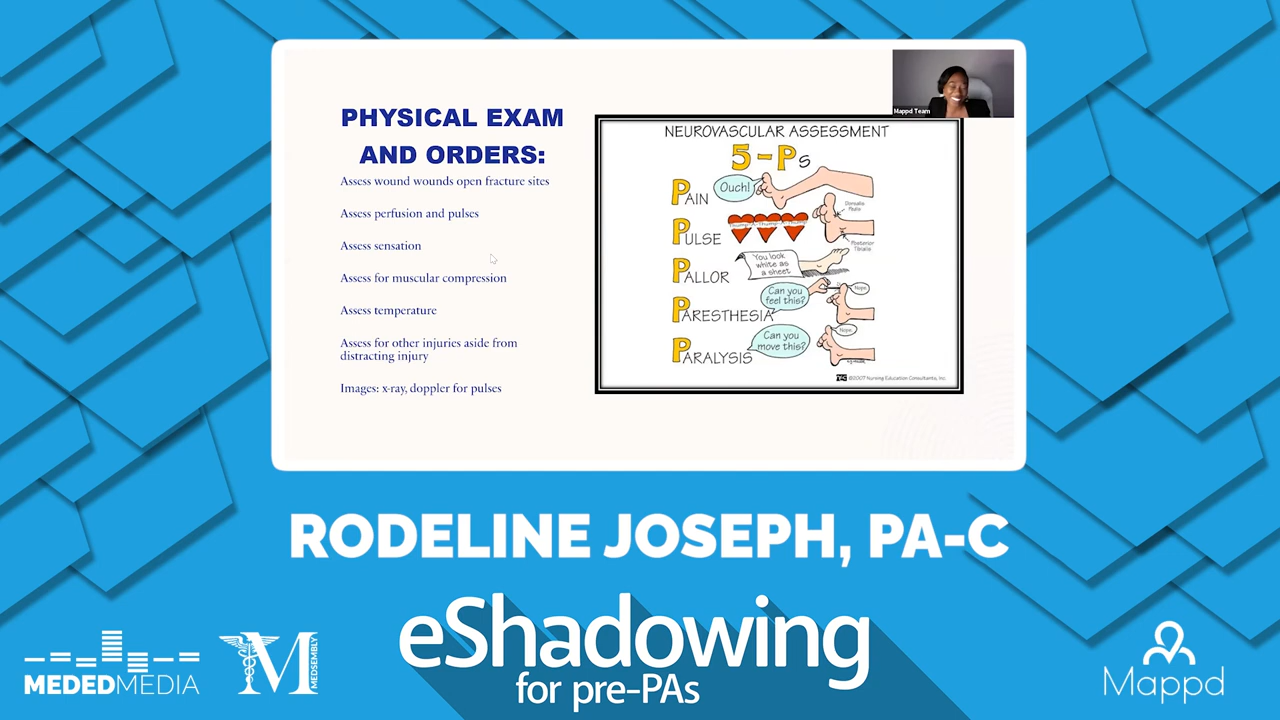 PHYSICAL EXAM
AND ORDERS:
Assess wound wounds open fracture sites
Assess perfusion and pulses
Assess sensation
Assess for muscular compression
Assess temperature
Assess for other injuries aside from
distracting injury
Images: x-ray, doppler for pulses
Mappd Team
NEUROVASCULAR ASSESSMENT
5-Ps
PAIN
Ouch!
Dorsalis
Pedis
PULSE
Posterior
Tibialis
PALLOR
You look
white as
a sheet
PARESTHESIA
Can you
feel this?
Nope.
PARALYSIS
Can you
move this?
Nope.
©2007 Nursing Education Consultants, Inc.
RODELINE JOSEPH, PA-C
eShadowing
for pre-PAs
MEDEDMEDIA
M
MEDSEMBLY
Mappd